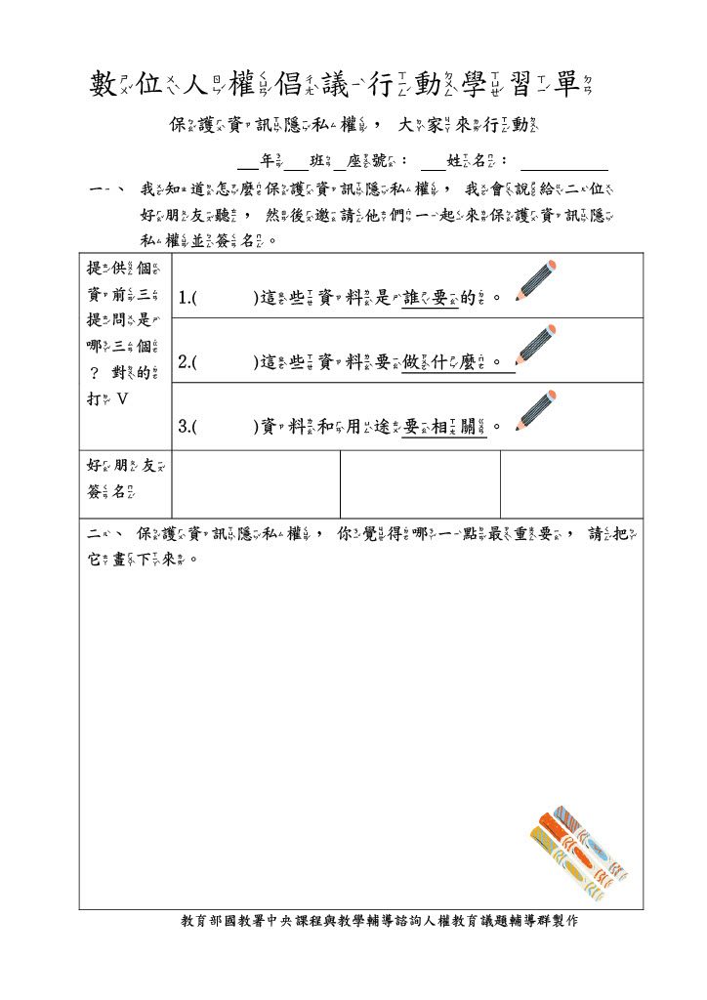 數位人權倡議行動學習單
保護資訊隱私權，大家來行動
__年__班__座號：__姓名：______
一、我知道怎麼保護資訊隱私權，我會說給二位
好朋友聽，然後邀請他們一起來保護資訊隱
私權並簽名。
提供個
資前三
提問是
哪三個
？對的
打V
1.( )這些資料是誰要的。
2.( )這些資料要做什麼。
3.( )資料和用途要相關。
好朋友
簽名
二、保護資訊隱私權，你覺得哪一點最重要，請把
它畫下來。
教育部國教署中央課程與教學輔導諮詢人權教育議題輔導群製作